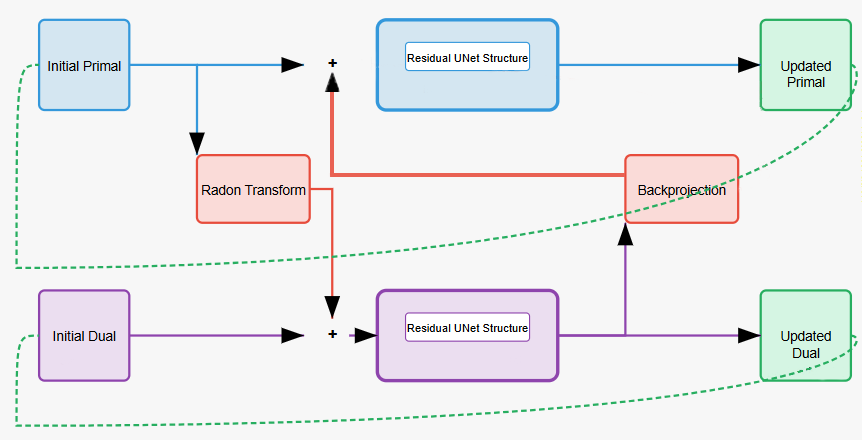 Initial Primal
+
Residual UNet Structure
Updated
Primal
Radon Transform
Backprojection
Initial Dual
+
Residual UNet Structure
Updated
Dual